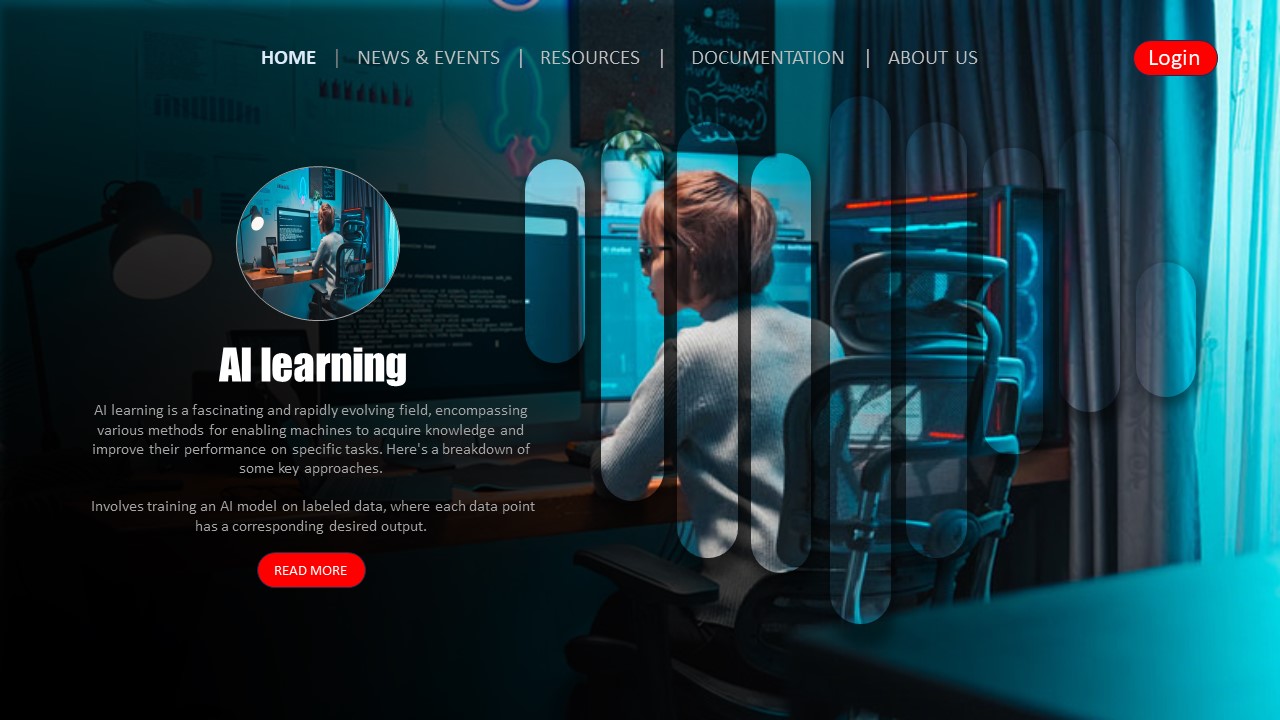 HOME | NEWS & EVENTS | RESOURCES | DOCUMENTATION | ABOUT US
Login
AI learning
AI learning is a fascinating and rapidly evolving field, encompassing
various methods for enabling machines to acquire knowledge and
improve their performance on specific tasks. Here's a breakdown of
some key approaches.
Involves training an AI model on labeled data, where each data point
has a corresponding desired output.
READ MORE